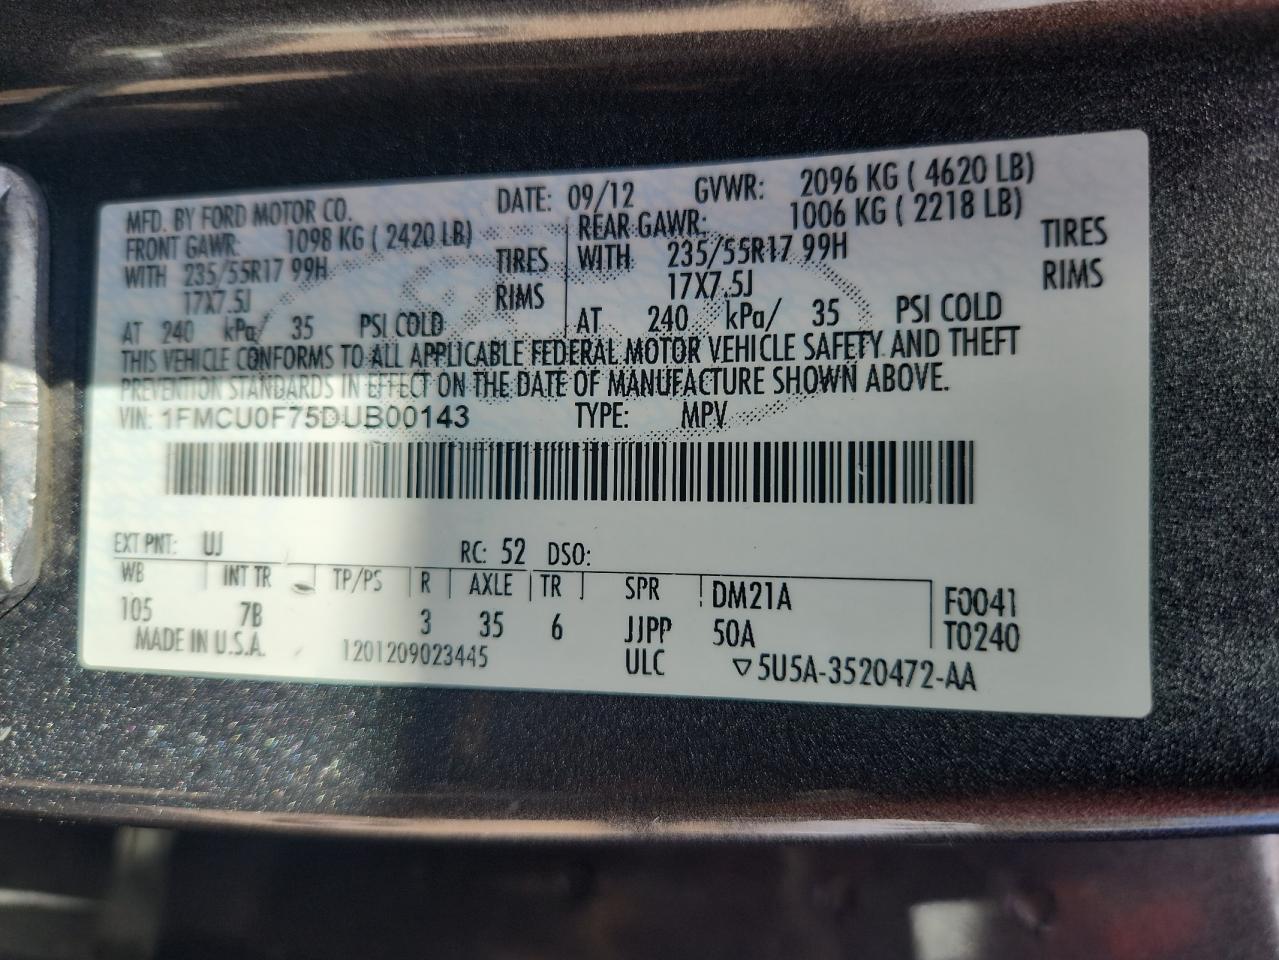 MFD. BY FORD MOTOR CO. DATE: 09/12 GVWR: 2096 KG ( 4620 LB)
FRONT GAWR: 1098 KG ( 2420 LB) REAR GAWR: 1006 KG ( 2218 LB)
WITH 235/55R17 99H TIRES WITH 235/55R17 99H TIRES
17X7.5J RIMS 17X7.5J RIMS
AT 240 kPa/ 35 PSI COLD AT 240 kPa/ 35 PSI COLD
THIS VEHICLE CONFORMS TO ALL APPLICABLE FEDERAL MOTOR VEHICLE SAFETY AND THEFT
PREVENTION STANDARDS IN EFFECT ON THE DATE OF MANUFACTURE SHOWN ABOVE.
VIN: 1FMCU0F75DUB00143 TYPE: MPV
EXT PNT: UJ RC: 52 DSO:
WB INT TR TP/PS R AXLE TR SPR DM21A F0041
105 7B 3 35 6 JJPP 50A T0240
MADE IN U.S.A. 1201209023445 ULC ▽5U5A-3520472-AA